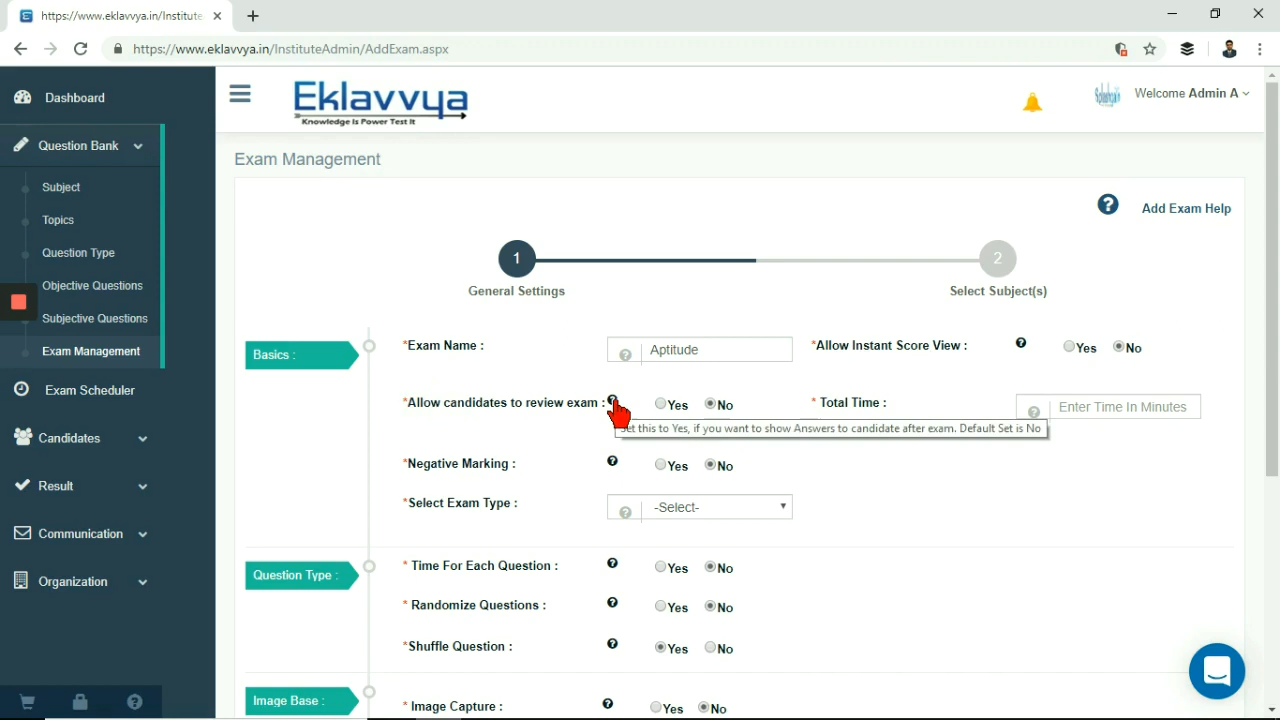 https://www.eklavvya.in/Institute
https://www.eklavvya.in/InstituteAdmin/AddExam.aspx
Dashboard
Question Bank
Subject
Topics
Question Type
Objective Questions
Subjective Questions
Exam Management
Exam Scheduler
Candidates
Result
Communication
Organization
Eklavvya
Knowledge Is Power Test It
Welcome Admin A
Exam Management
Add Exam Help
1
2
General Settings
Select Subject(s)
Basics :
*Exam Name :
Aptitude
*Allow Instant Score View :
Yes No
*Allow candidates to review exam :
Yes No
* Total Time :
Enter Time In Minutes
this to Yes, if you want to show Answers to candidate after exam. Default Set is No
*Negative Marking :
Yes No
*Select Exam Type :
-Select-
Question Type :
* Time For Each Question :
Yes No
* Randomize Questions :
Yes No
* Shuffle Question :
Yes No
Image Base :
* Image Capture :
Yes No